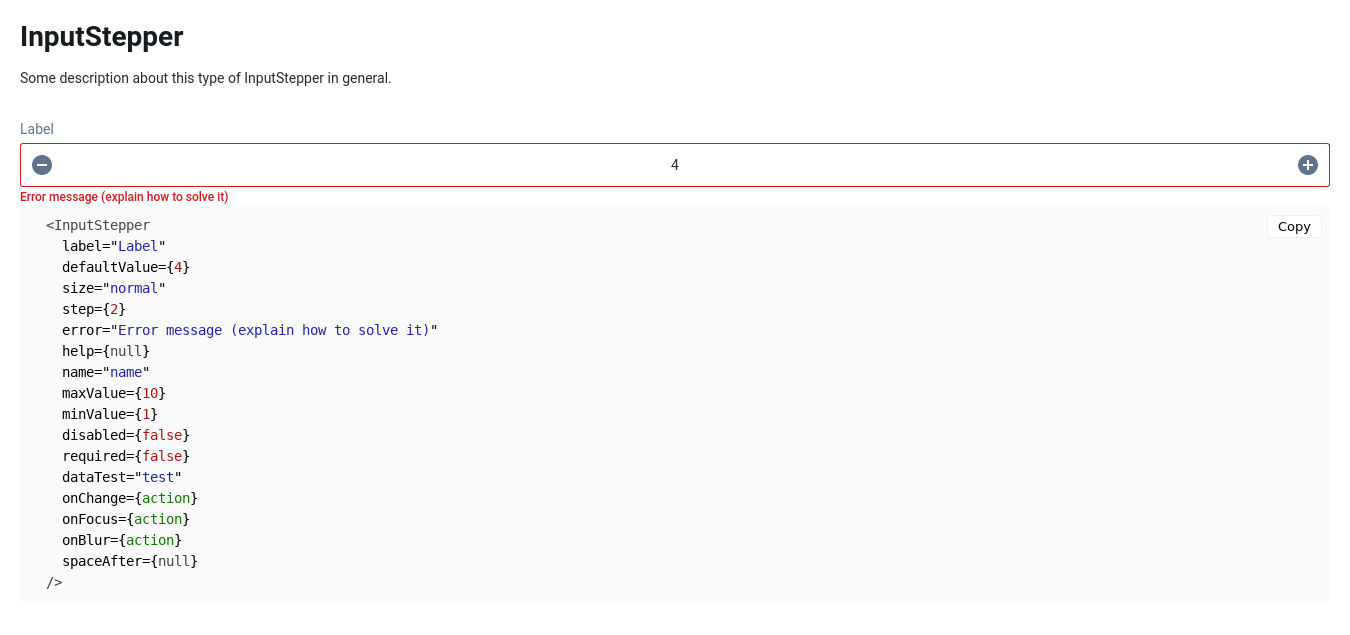 InputStepper
Some description about this type of InputStepper in general.
Label
4
Error message (explain how to solve it)
Copy
<InputStepper
label="Label"
defaultValue={4}
size="normal"
step={2}
error="Error message (explain how to solve it)"
help={null}
name="name"
maxValue={10}
minValue={1}
disabled={false}
required={false}
dataTest="test"
onChange={action}
onFocus={action}
onBlur={action}
spaceAfter={null}
/>